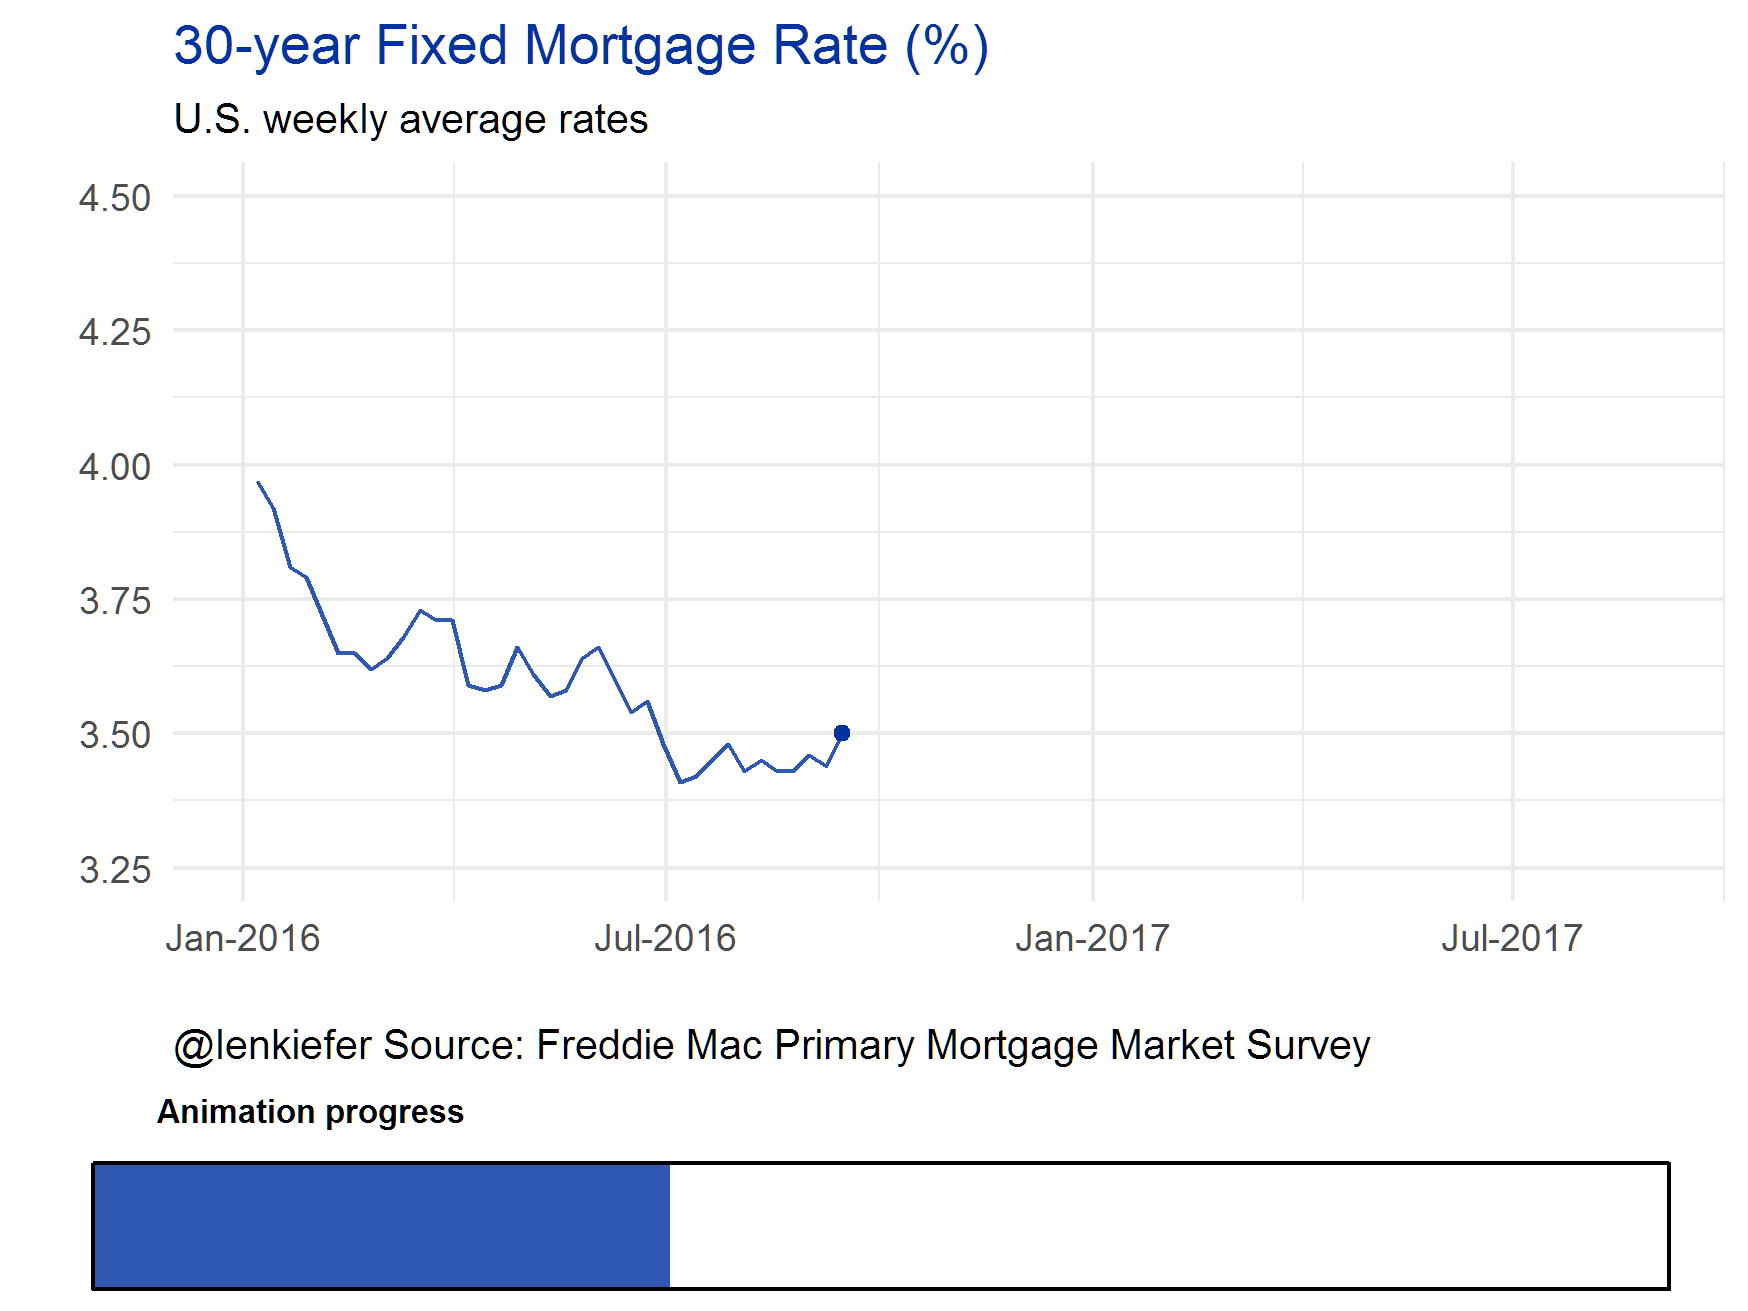 30-year Fixed Mortgage Rate (%)
U.S. weekly average rates
4.50
4.25
4.00
3.75
3.50
3.25
Jan-2016 Jul-2016 Jan-2017 Jul-2017
@lenkiefer Source: Freddie Mac Primary Mortgage Market Survey
Animation progress